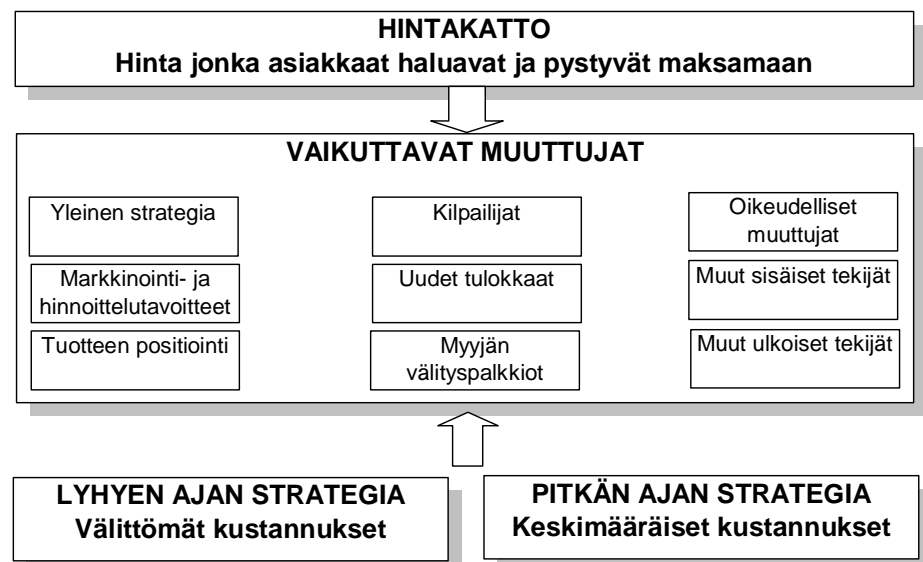 HINTAKATTO
Hinta jonka asiakkaat haluavat ja pystyvät maksamaan
VAIKUTTAVAT MUUTTUJAT
Yleinen strategia
Markkinointi- ja
hinnoittelutavoitteet
Tuotteen positiointi
Kilpailijat
Uudet tulokkaat
Myyjän
välityspalkkiot
Oikeudelliset
muuttujat
Muut sisäiset tekijät
Muut ulkoiset tekijät
LYHYEN AJAN STRATEGIA
Välittömät kustannukset
PITKÄN AJAN STRATEGIA
Keskimääräiset kustannukset